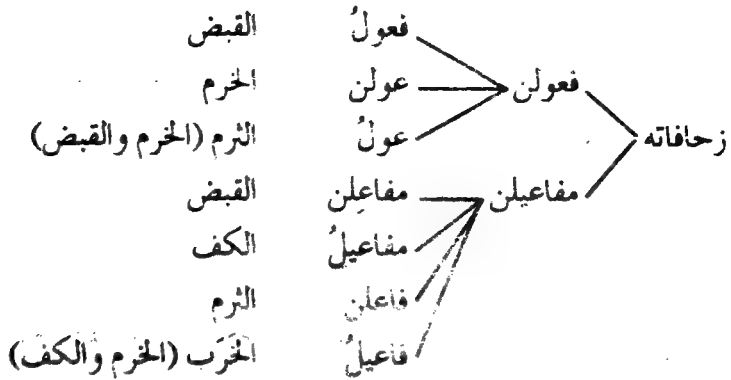 فعولُ القبض
فعولن عولن الخرم
زحافاته عولُ الثرم (الخرم والقبض)
مفاعيلن مفاعِلن القبض
مفاعيلُ الكف
فاعلن الثرم
فاعيلُ الخَرَب (الخرم والكف)